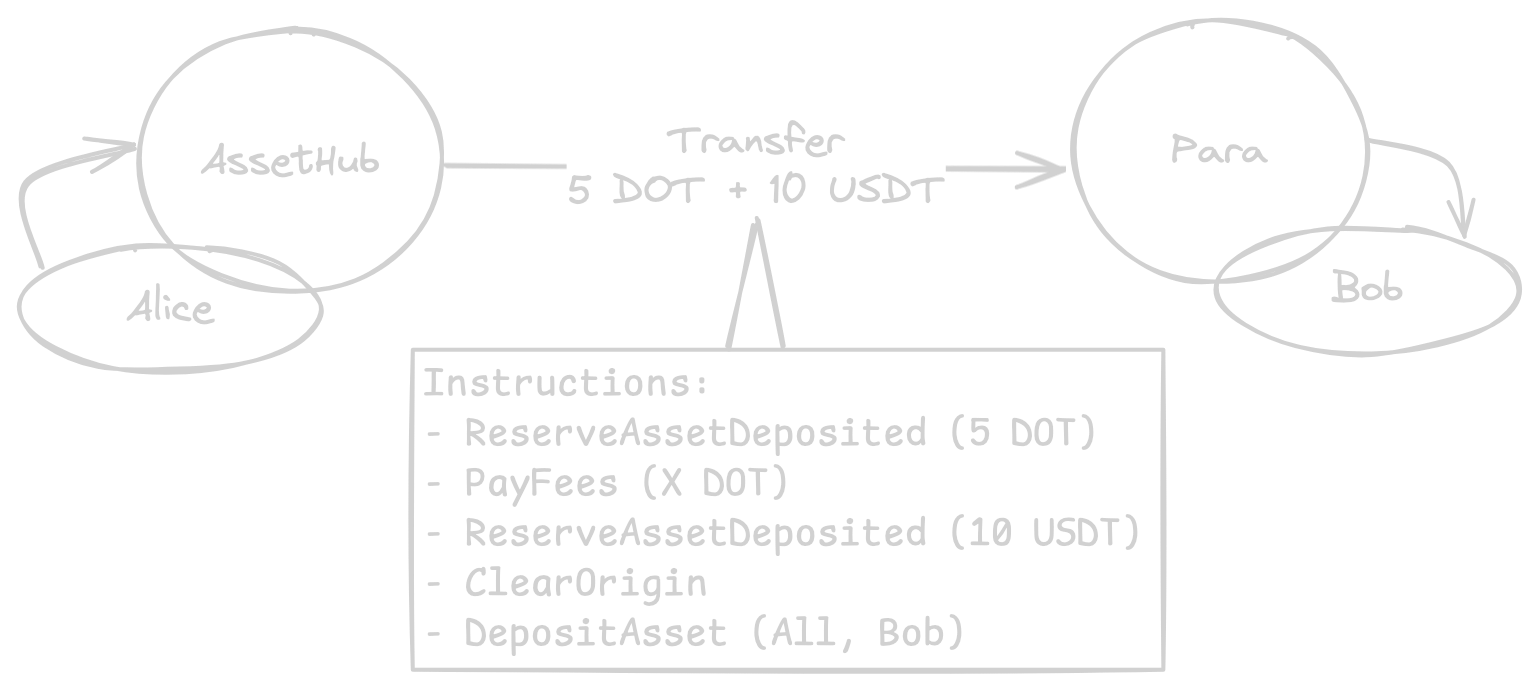 AssetHub
Alice
Transfer
5 DOT + 10 USDT
Para
Bob
Instructions:
- ReserveAssetDeposited (5 DOT)
- PayFees (X DOT)
- ReserveAssetDeposited (10 USDT)
- ClearOrigin
- DepositAsset (All, Bob)